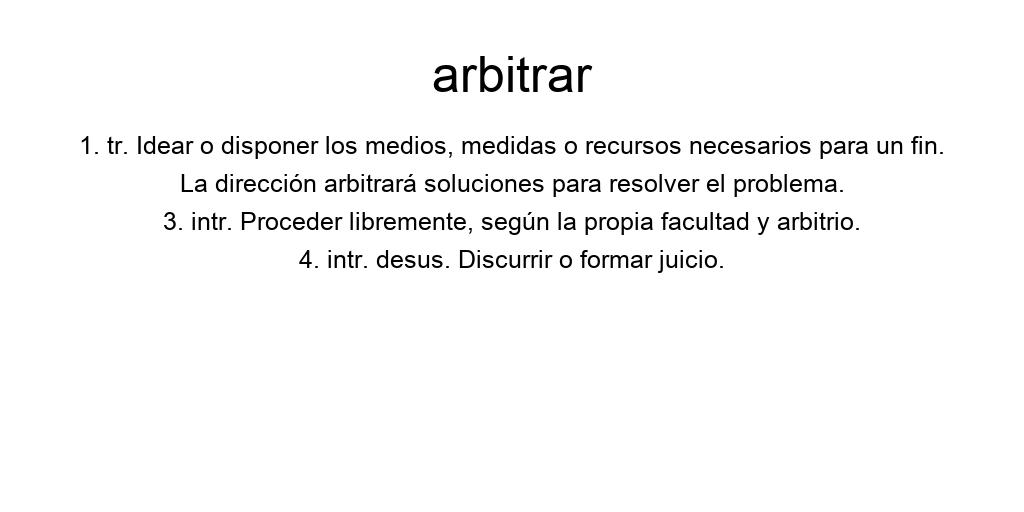 arbitrar
1. tr. Idear o disponer los medios, medidas o recursos necesarios para un fin.
La dirección arbitrará soluciones para resolver el problema.
3. intr. Proceder libremente, según la propia facultad y arbitrio.
4. intr. desus. Discurrir o formar juicio.